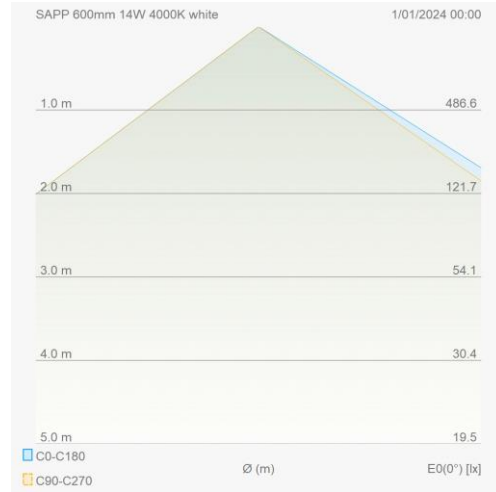 SAPP 600mm 14W 4000K white 1/01/2024 00:00
1.0 m 486.6
2.0 m 121.7
3.0 m 54.1
4.0 m 30.4
5.0 m 19.5
C0-C180
Ø (m) E0(0°) [lx]
C90-C270